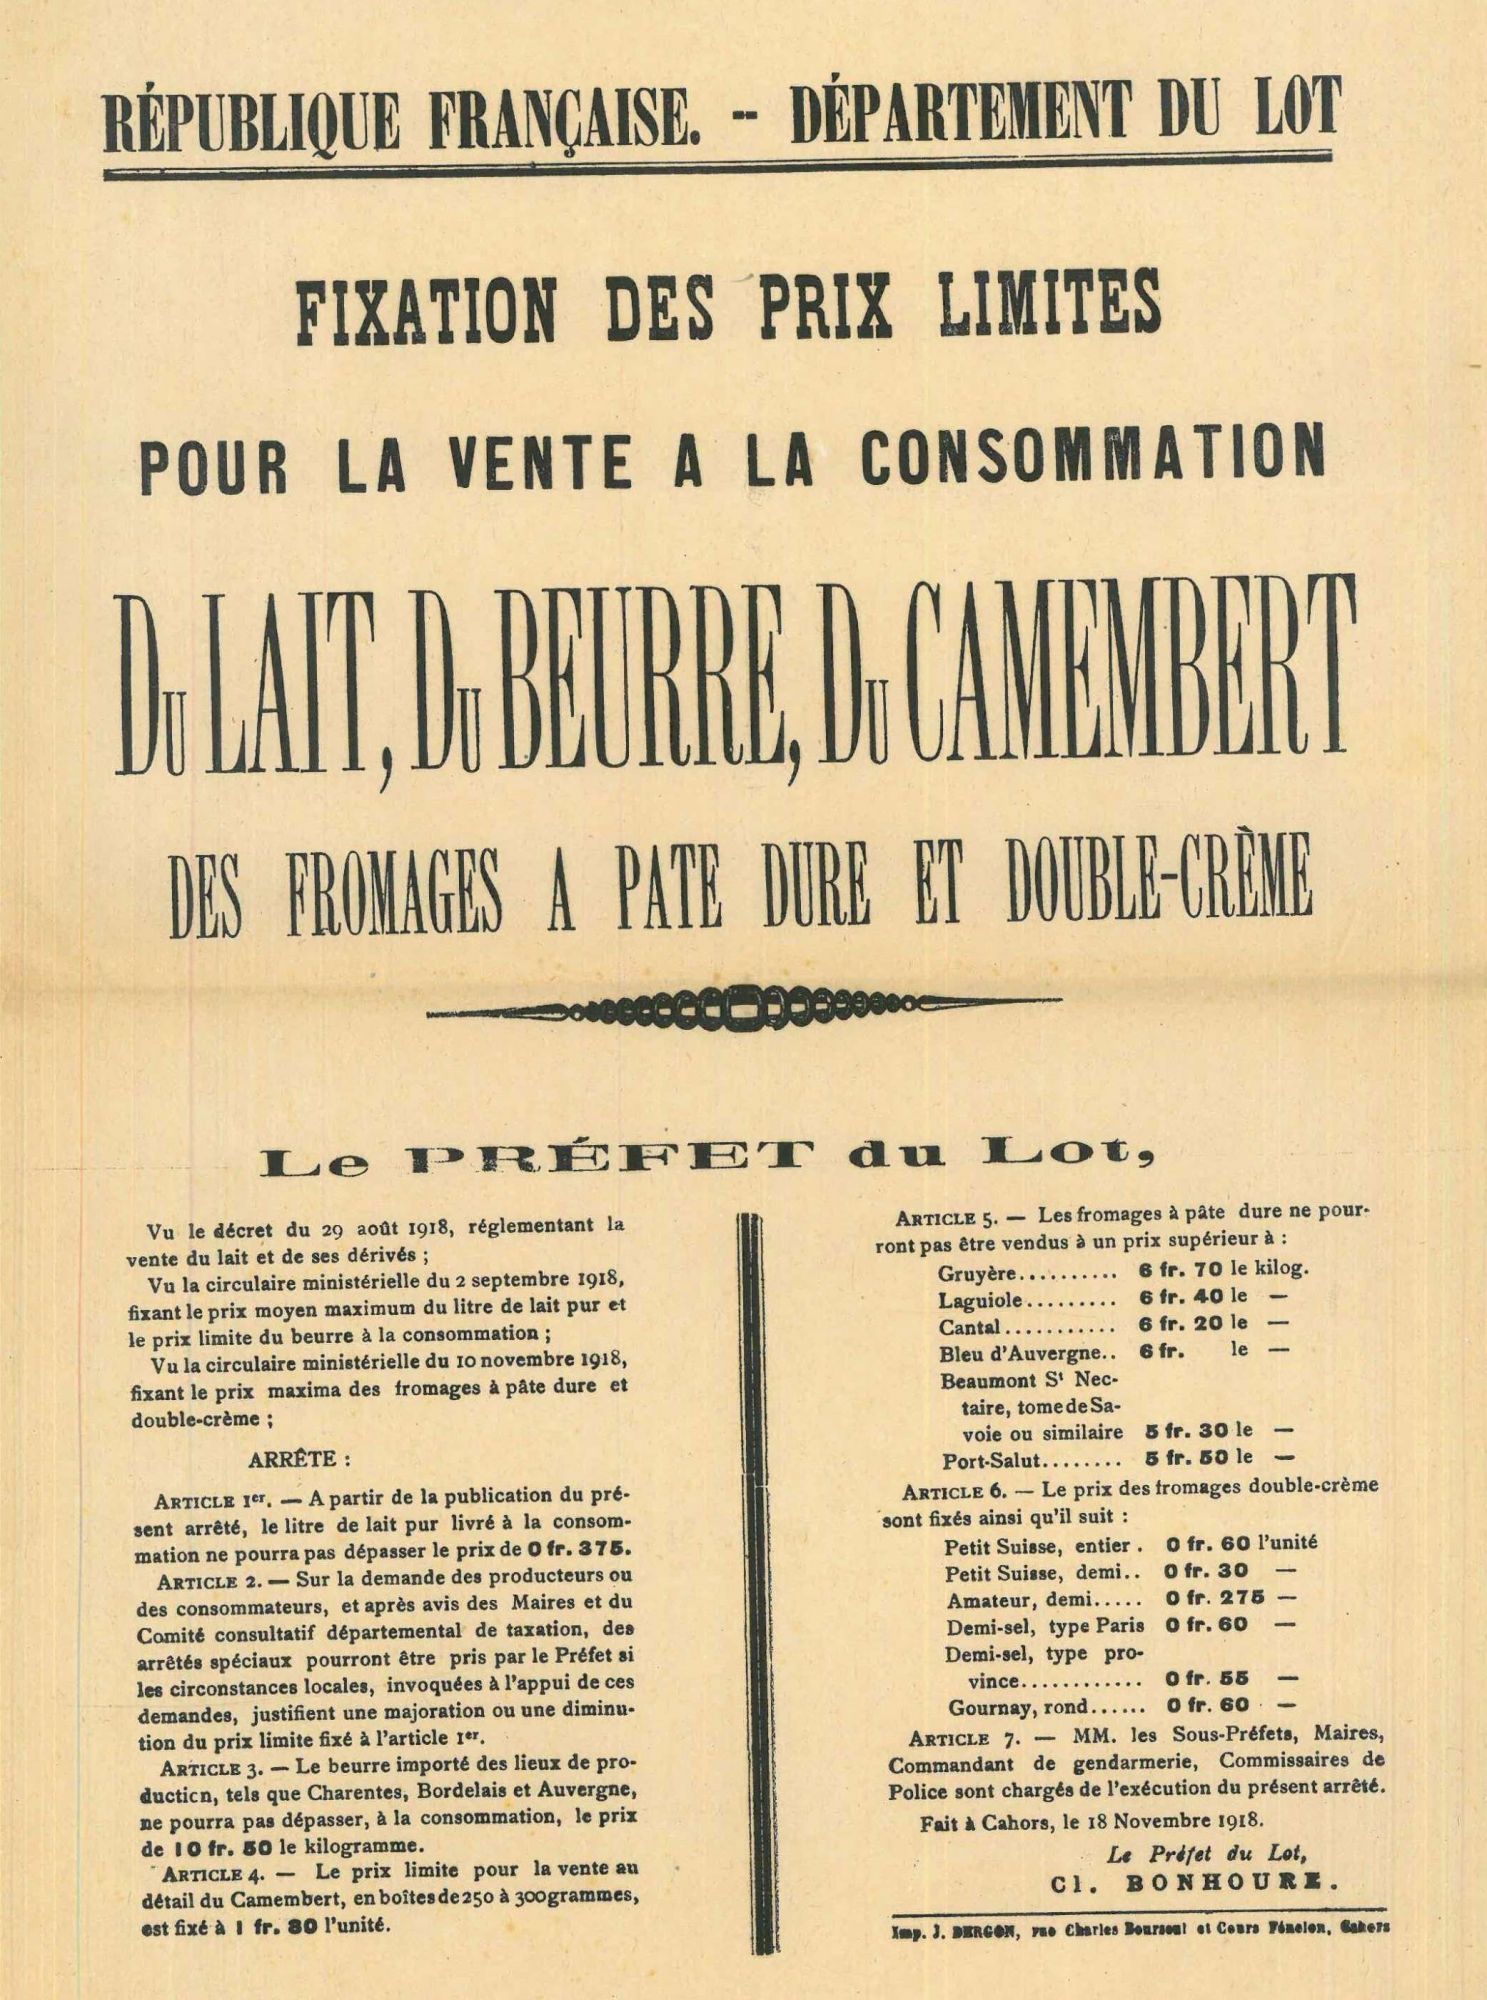 RÉPUBLIQUE FRANÇAISE. -- DÉPARTEMENT DU LOT
FIXATION DES PRIX LIMITES
POUR LA VENTE A LA CONSOMMATION
DU LAIT, DU BEURRE, DU CAMEMBERT
DES FROMAGES A PATE DURE ET DOUBLE-CRÈME
Le PRÉFET du Lot,
Vu le décret du 29 août 1918, réglementant la
vente du lait et de ses dérivés ;
Vu la circulaire ministérielle du 2 septembre 1918,
fixant le prix moyen maximum du litre de lait pur et
le prix limite du beurre à la consommation ;
Vu la circulaire ministérielle du 10 novembre 1918,
fixant le prix maxima des fromages à pâte dure et
double-crème ;
ARRÊTE :
ARTICLE 1er. — A partir de la publication du pré-
sent arrêté, le litre de lait pur livré à la consom-
mation ne pourra pas dépasser le prix de 0 fr. 375.
ARTICLE 2. — Sur la demande des producteurs ou
des consommateurs, et après avis des Maires et du
Comité consultatif départemental de taxation, des
arrêtés spéciaux pourront être pris par le Préfet si
les circonstances locales, invoquées à l'appui de ces
demandes, justifient une majoration ou une diminu-
tion du prix limite fixé à l'article 1er.
ARTICLE 3. — Le beurre importé des lieux de pro-
duction, tels que Charentes, Bordelais et Auvergne,
ne pourra pas dépasser, à la consommation, le prix
de 10 fr. 50 le kilogramme.
ARTICLE 4. — Le prix limite pour la vente au
détail du Camembert, en boîtes de 250 à 300 grammes,
est fixé à 1 fr. 80 l'unité.
ARTICLE 5. — Les fromages à pâte dure ne pour-
ront pas être vendus à un prix supérieur à :
Gruyère.......... 6 fr. 70 le kilog.
Laguiole......... 6 fr. 40 le —
Cantal........... 6 fr. 20 le —
Bleu d'Auvergne.. 6 fr. le —
Beaumont St Nec-
taire, tome de Sa-
voie ou similaire 5 fr. 30 le —
Port-Salut........ 5 fr. 50 le —
ARTICLE 6. — Le prix des fromages double-crème
sont fixés ainsi qu'il suit :
Petit Suisse, entier . 0 fr. 60 l'unité
Petit Suisse, demi.. 0 fr. 30 —
Amateur, demi..... 0 fr. 275 —
Demi-sel, type Paris 0 fr. 60 —
Demi-sel, type pro-
vince............ 0 fr. 55 —
Gournay, rond...... 0 fr. 60 —
ARTICLE 7. — MM. les Sous-Préfets, Maires,
Commandant de gendarmerie, Commissaires de
Police sont chargés de l'exécution du présent arrêté.
Fait à Cahors, le 18 Novembre 1918.
Le Préfet du Lot,
Cl. BONHOURE.
Imp. J. BERGON, rue Charles Boursoul et Cours Fénelon, Cahors